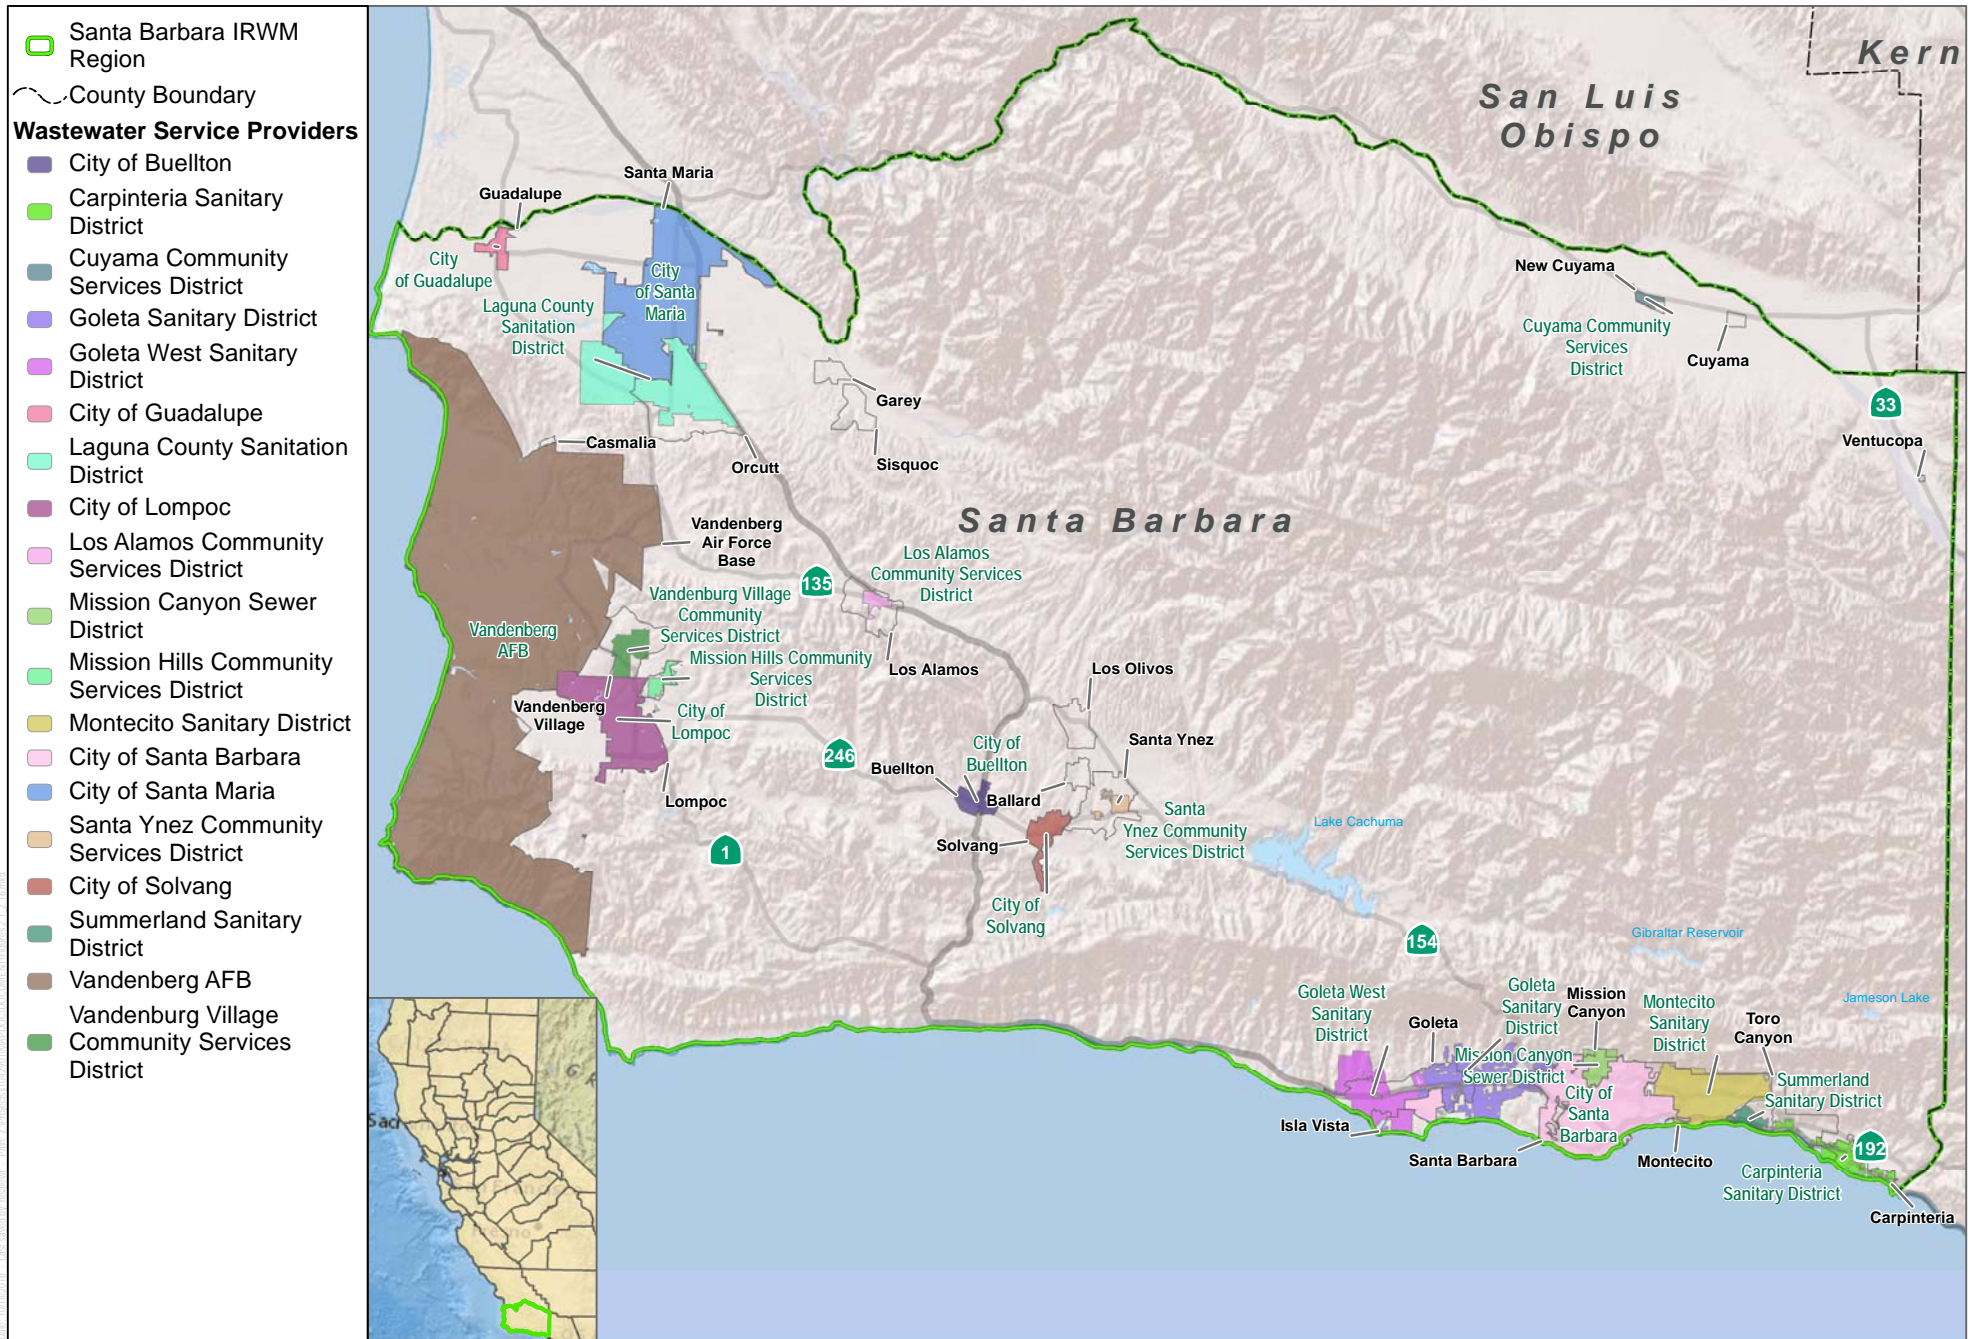 Santa Barbara IRWM
Region
County Boundary
Wastewater Service Providers
City of Buellton
Carpinteria Sanitary
District
Cuyama Community
Services District
Goleta Sanitary District
Goleta West Sanitary
District
City of Guadalupe
Laguna County Sanitation
District
City of Lompoc
Los Alamos Community
Services District
Mission Canyon Sewer
District
Mission Hills Community
Services District
Montecito Sanitary District
City of Santa Barbara
City of Santa Maria
Santa Ynez Community
Services District
City of Solvang
Summerland Sanitary
District
Vandenberg AFB
Vandenburg Village
Community Services
District
Kern
San Luis
Obispo
Santa Barbara
Santa Maria
Guadalupe
City
of Guadalupe
City
of Santa
Maria
Laguna County
Sanitation
District
New Cuyama
Cuyama Community
Services
District
Cuyama
33
Ventucopa
Garey
Sisquoc
Casmalia
Orcutt
Vandenberg
Air Force
Base
135
Los Alamos
Community Services
District
Vandenburg Village
Community
Services District
Vandenberg
AFB
Mission Hills Community
Services
District
Los Alamos
Los Olivos
Vandenberg
Village
City of
Lompoc
246
Santa Ynez
City of
Buellton
Buellton
Ballard
Lompoc
Santa
Ynez Community
Services District
Lake Cachuma
Solvang
1
City of
Solvang
154
Gibraltar Reservoir
Jameson Lake
Goleta West
Sanitary
District
Goleta
Goleta
Sanitary
District
Mission
Canyon
Montecito
Sanitary
District
Toro
Canyon
Mission Canyon
Sewer District
Summerland
Sanitary District
City of
Santa
Barbara
Isla Vista
Santa Barbara
Montecito
192
Carpinteria
Sanitary District
Carpinteria